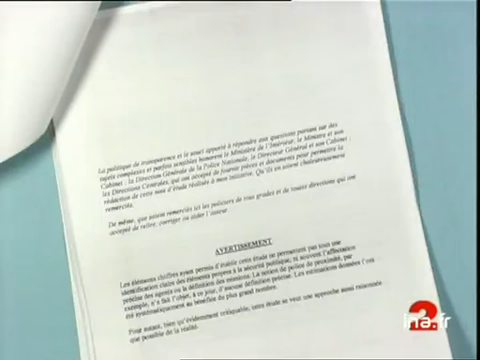 La politique de transparence et le souci apporté à répondre aux questions portant sur des
sujets complexes et parfois sensibles honorent le Ministère de l'Intérieur, le Ministre et son
Cabinet : la Direction Générale de la Police Nationale, le Directeur Général et son Cabinet ;
les Directions Centrales, qui ont accepté de fournir pièces et documents pour permettre la
rédaction de cette note d'étude réalisée à mon initiative. Qu'ils en soient chaleureusement
remerciés.
De même, que soient remerciés ici les policiers de tous grades et de toutes directions qui ont
accepté de relire, corriger ou aider l'auteur.
AVERTISSEMENT
Les éléments chiffrés ayant permis d'établir cette étude ne permettent pas tous une
identification claire des éléments propres à la sécurité publique, ni souvent l'affectation
précise des agents ou la définition des missions. La notion de police de proximité, par
exemple, n'a fait l'objet, à ce jour, d'aucune définition précise. Les estimations données l'ont
été systématiquement au bénéfice du plus grand nombre.
Pour autant, bien qu'évidemment critiquable, cette étude se veut une approche aussi raisonnée
que possible de la réalité.
2
ina.fr